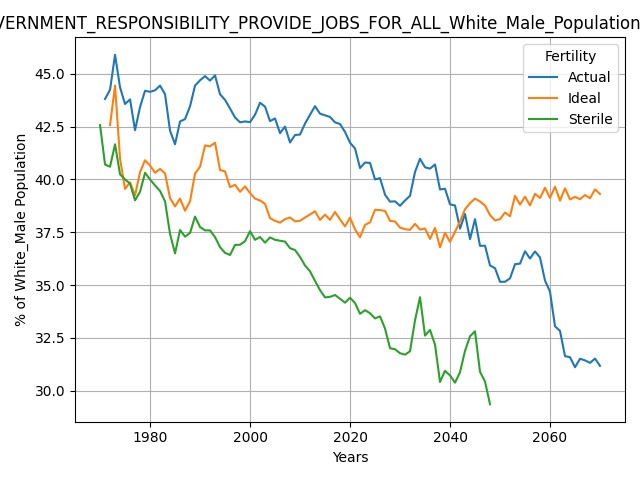 VERNMENT_RESPONSIBILITY_PROVIDE_JOBS_FOR_ALL_White_Male_Population
Fertility
Actual
Ideal
Sterile
% of White_Male Population
45.0
42.5
40.0
37.5
35.0
32.5
30.0
1980 2000 2020 2040 2060
Years